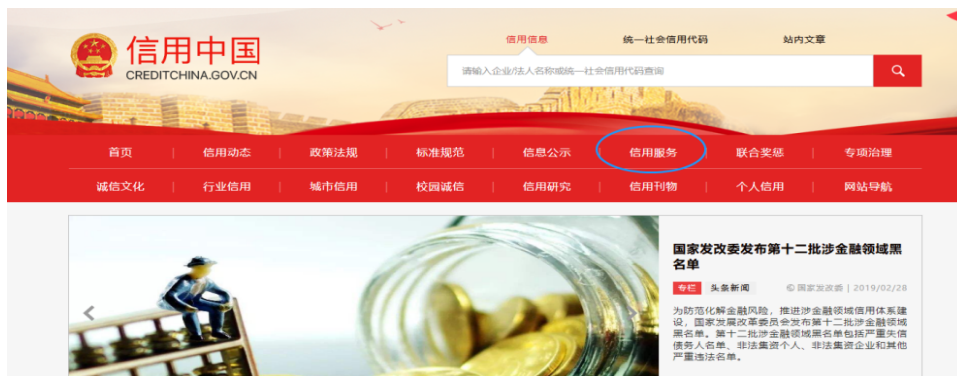 信用中国
CREDITCHINA.GOV.CN
信用信息 统一社会信用代码 站内文章
请输入企业/法人名称或统一社会信用代码查询
首页 | 信用动态 | 政策法规 | 标准规范 | 信息公示 | 信用服务 | 联合奖惩 | 专项治理
诚信文化 | 行业信用 | 城市信用 | 校园诚信 | 信用研究 | 信用刊物 | 个人信用 | 网站导航
国家发改委发布第十二批涉金融领域黑
名单
专栏 头条新闻 © 国家发改委 | 2019/02/28
为防范化解金融风险，推进涉金融领域信用体系建
设，国家发展改革委员会发布第十二批涉金融领域
黑名单。第十二批涉金融领域黑名单包括严重失信
债务人名单、非法集资个人、非法集资企业和其他
严重违法名单。